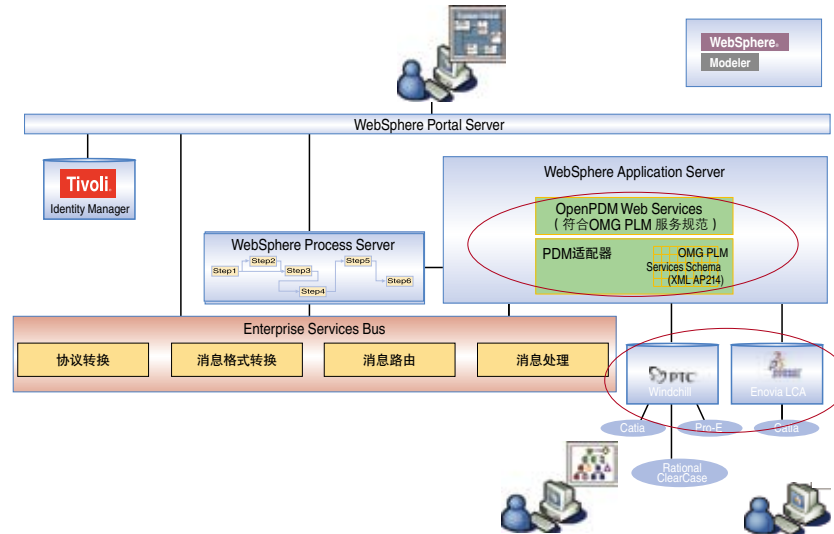 WebSphere.
Modeler
WebSphere Portal Server
Tivoli.
Identity Manager
WebSphere Application Server
OpenPDM Web Services
(符合OMG PLM 服务规范)
PDM适配器
OMG PLM
Services Schema
(XML AP214)
WebSphere Process Server
Step1
Step2
Step3
Step4
Step5
Step6
Enterprise Services Bus
协议转换
消息格式转换
消息路由
消息处理
PTC
Windchill
Enovia LCA
Catia
Pro-E
Catia
Rational
ClearCase